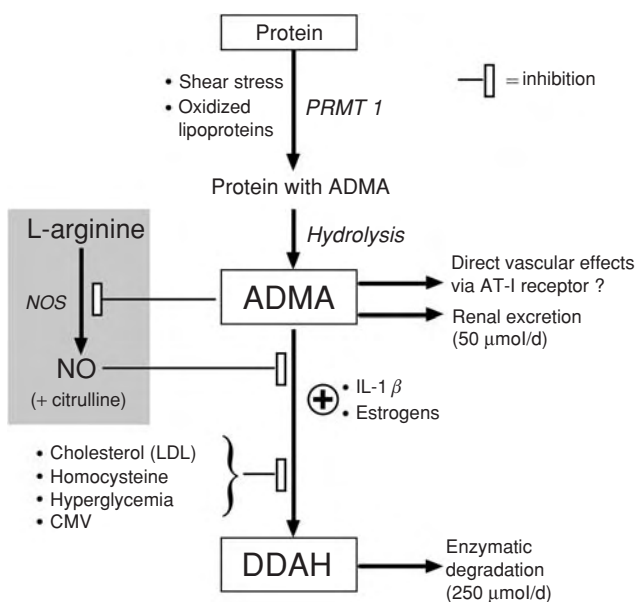 Protein
• Shear stress
• Oxidized
lipoproteins
PRMT 1
=inhibition
Protein with ADMA
Hydrolysis
L-arginine
NOS
NO
(+ citrulline)
ADMA
Direct vascular effects
via AT-I receptor ?
Renal excretion
(50 μmol/d)
+
• IL-1 β
• Estrogens
• Cholesterol (LDL)
• Homocysteine
• Hyperglycemia
• CMV
DDAH
Enzymatic
degradation
(250 μmol/d)